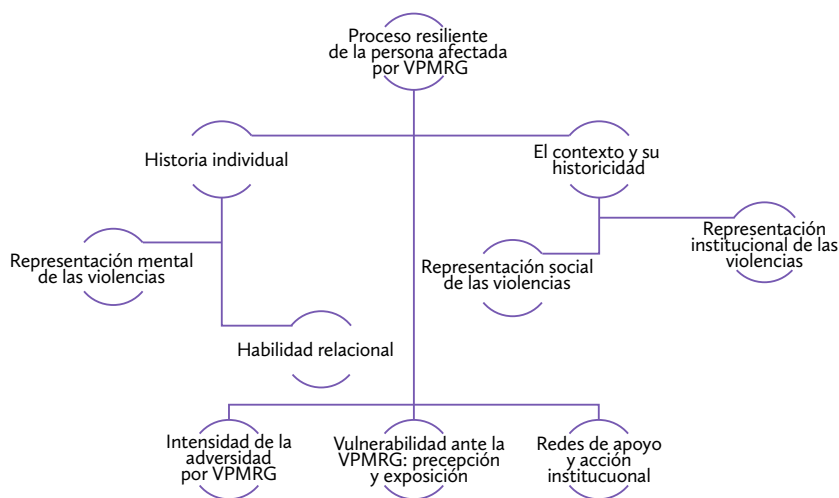 Proceso resiliente
de la persona afectada
por VPMRG
Historia individual
El contexto y su
historicidad
Representación mental
de las violencias
Representación social
de las violencias
Representación
institucional de las
violencias
Habilidad relacional
Intensidad de la
adversidad
por VPMRG
Vulnerabilidad ante la
VPMRG: precepción
y exposición
Redes de apoyo
y acción
institucuonal